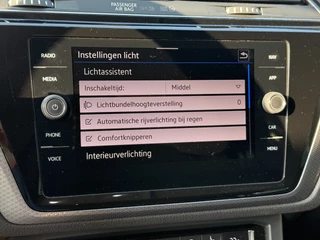 PASSENGER
AIR BAG
RADIO
MEDIA
PHONE
VOICE
Instellingen licht
Lichtassistent
Inschakeltijd: Middel
Lichtbundelhoogteverstelling 0
Automatische rijverlichting bij regen
Comfortknipperen
Interieurverlichting
NAV
APP
CAR
MENU